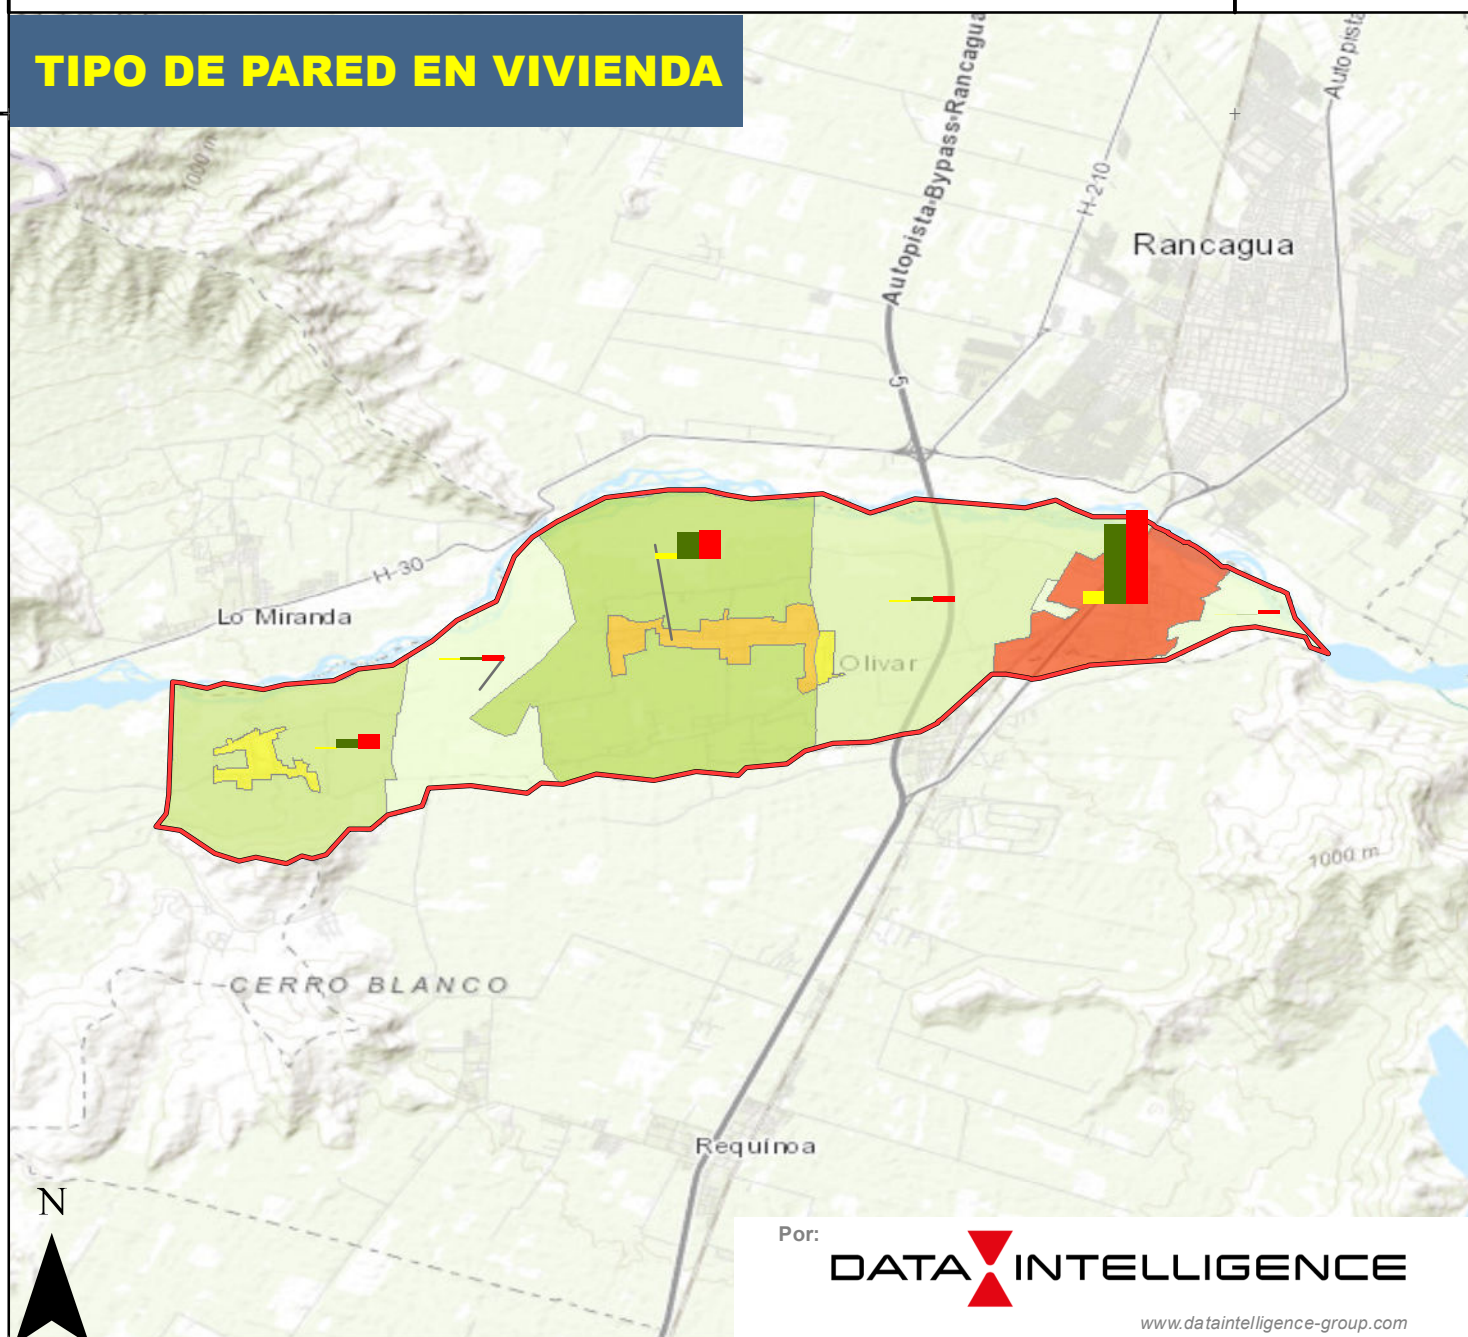 TIPO DE PARED EN VIVIENDA
Autopista-Bypass-Rancagua
Autopista
1000 m
H-210
Rancagua
5
H-30
Lo Miranda
Olivar
1000 m
CERRO BLANCO
Requínoa
N
Por:
DATA INTELLIGENCE
www.dataintelligence-group.com